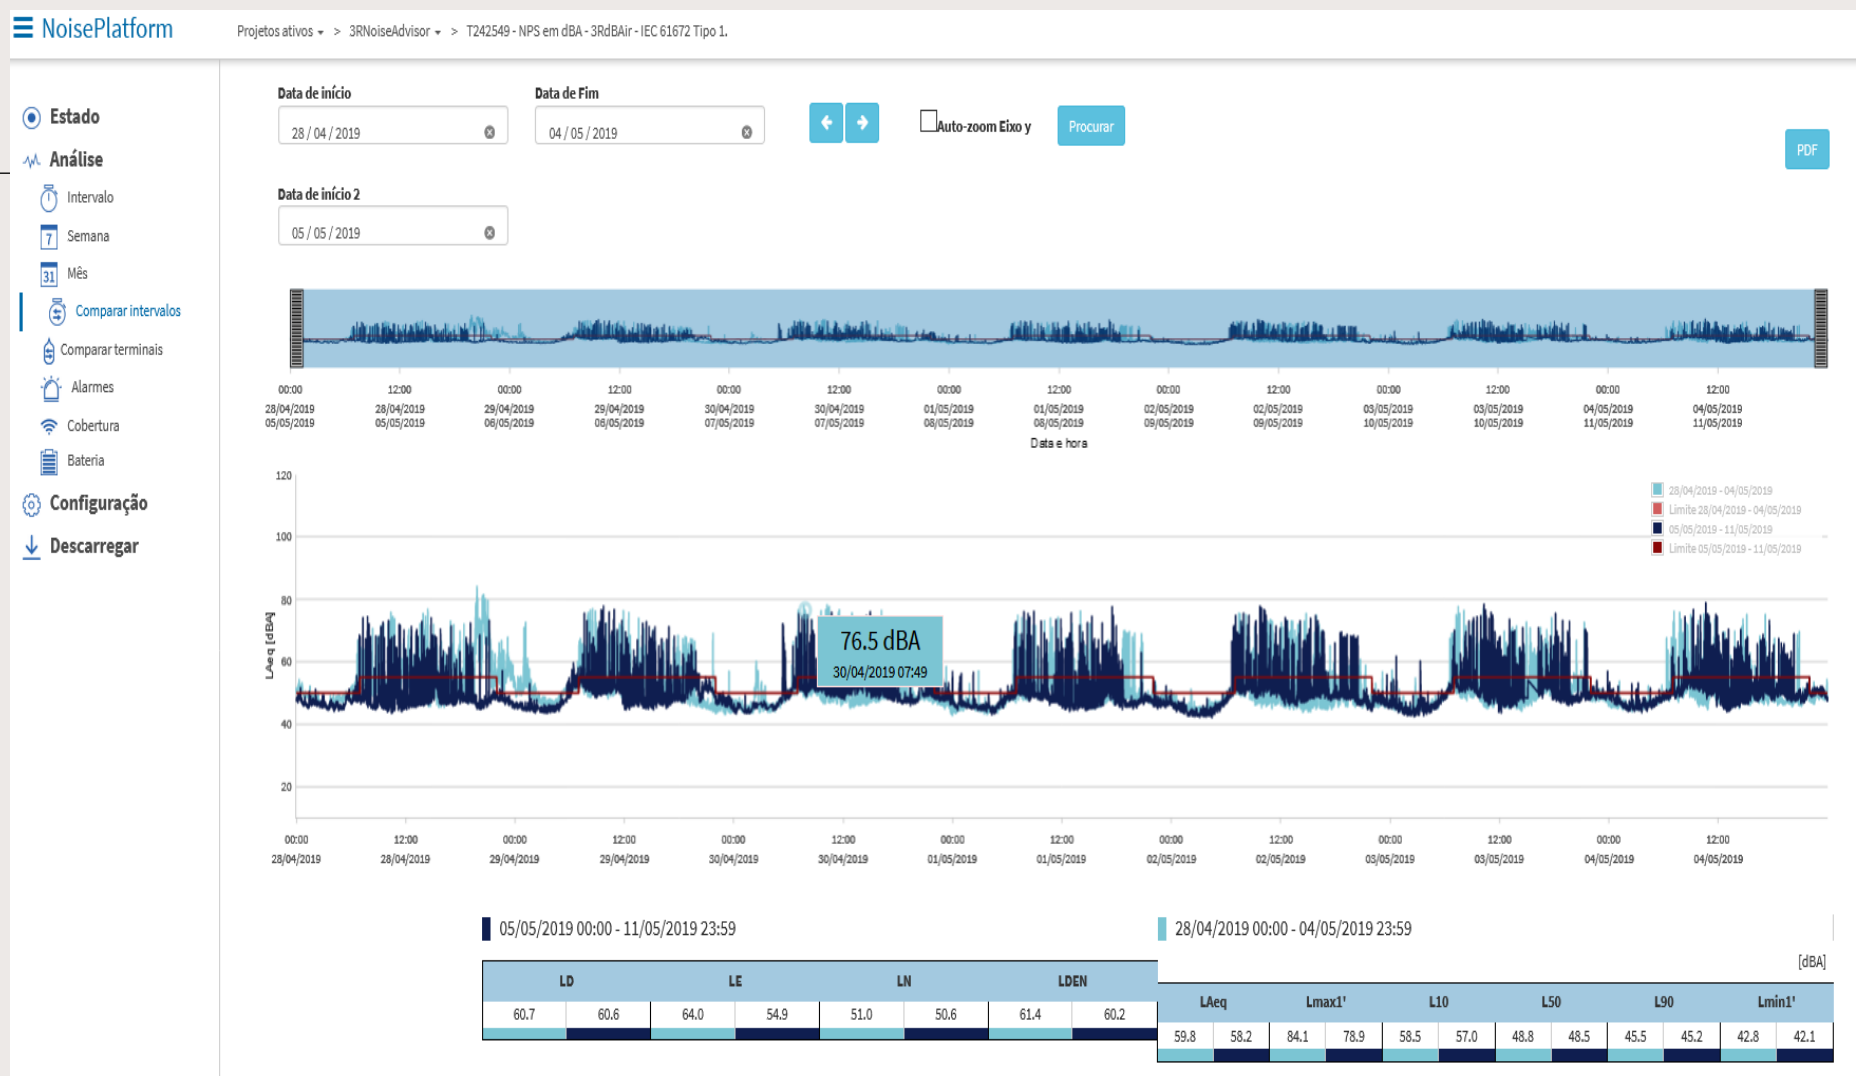 NoisePlatform
Projetos ativos > 3RNoiseAdvisor > T242549 - NPS em dBA - 3RdBAir - IEC 61672 Tipo 1.
Estado
Análise
Intervalo
7 Semana
31 Mês
Comparar intervalos
Comparar terminais
Alarmes
Cobertura
Bateria
Configuração
Descarregar
Data de início
28 / 04 / 2019
Data de Fim
04 / 05 / 2019
Auto-zoom Eixo y
Procurar
PDF
Data de início 2
05 / 05 / 2019
00:00 12:00 00:00 12:00 00:00 12:00 00:00 12:00 00:00 12:00 00:00 12:00 00:00 12:00
28/04/2019 28/04/2019 29/04/2019 29/04/2019 30/04/2019 30/04/2019 01/05/2019 01/05/2019 02/05/2019 02/05/2019 03/05/2019 03/05/2019 04/05/2019 04/05/2019
05/05/2019 05/05/2019 06/05/2019 06/05/2019 07/05/2019 07/05/2019 08/05/2019 08/05/2019 09/05/2019 09/05/2019 10/05/2019 10/05/2019 11/05/2019 11/05/2019
Data e hora
120
100
80
60
40
20
LAeq [dBA]
28/04/2019 - 04/05/2019
Limite 28/04/2019 - 04/05/2019
05/05/2019 - 11/05/2019
Limite 05/05/2019 - 11/05/2019
76.5 dBA
30/04/2019 07:49
00:00 12:00 00:00 12:00 00:00 12:00 00:00 12:00 00:00 12:00 00:00 12:00 00:00 12:00
28/04/2019 28/04/2019 29/04/2019 29/04/2019 30/04/2019 30/04/2019 01/05/2019 01/05/2019 02/05/2019 02/05/2019 03/05/2019 03/05/2019 04/05/2019 04/05/2019
05/05/2019 00:00 - 11/05/2019 23:59
LD LE LN LDEN
60.7 60.6 64.0 54.9 51.0 50.6 61.4 60.2
28/04/2019 00:00 - 04/05/2019 23:59
[dBA]
LAeq Lmax1' L10 L50 L90 Lmin1'
59.8 58.2 84.1 78.9 58.5 57.0 48.8 48.5 45.5 45.2 42.8 42.1